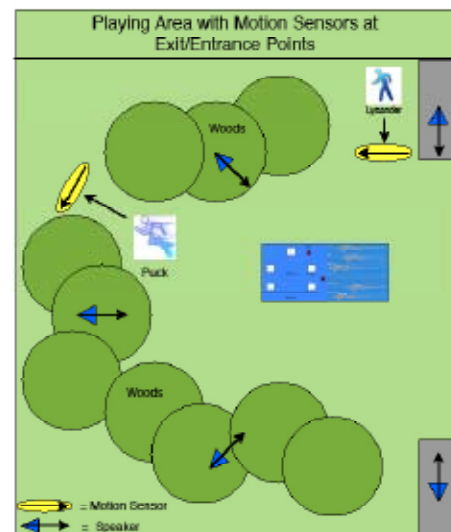 Playing Area with Motion Sensors at
Exit/Entrance Points
Woods
Lysander
Puck
Woods
= Motion Sensor
= Speaker